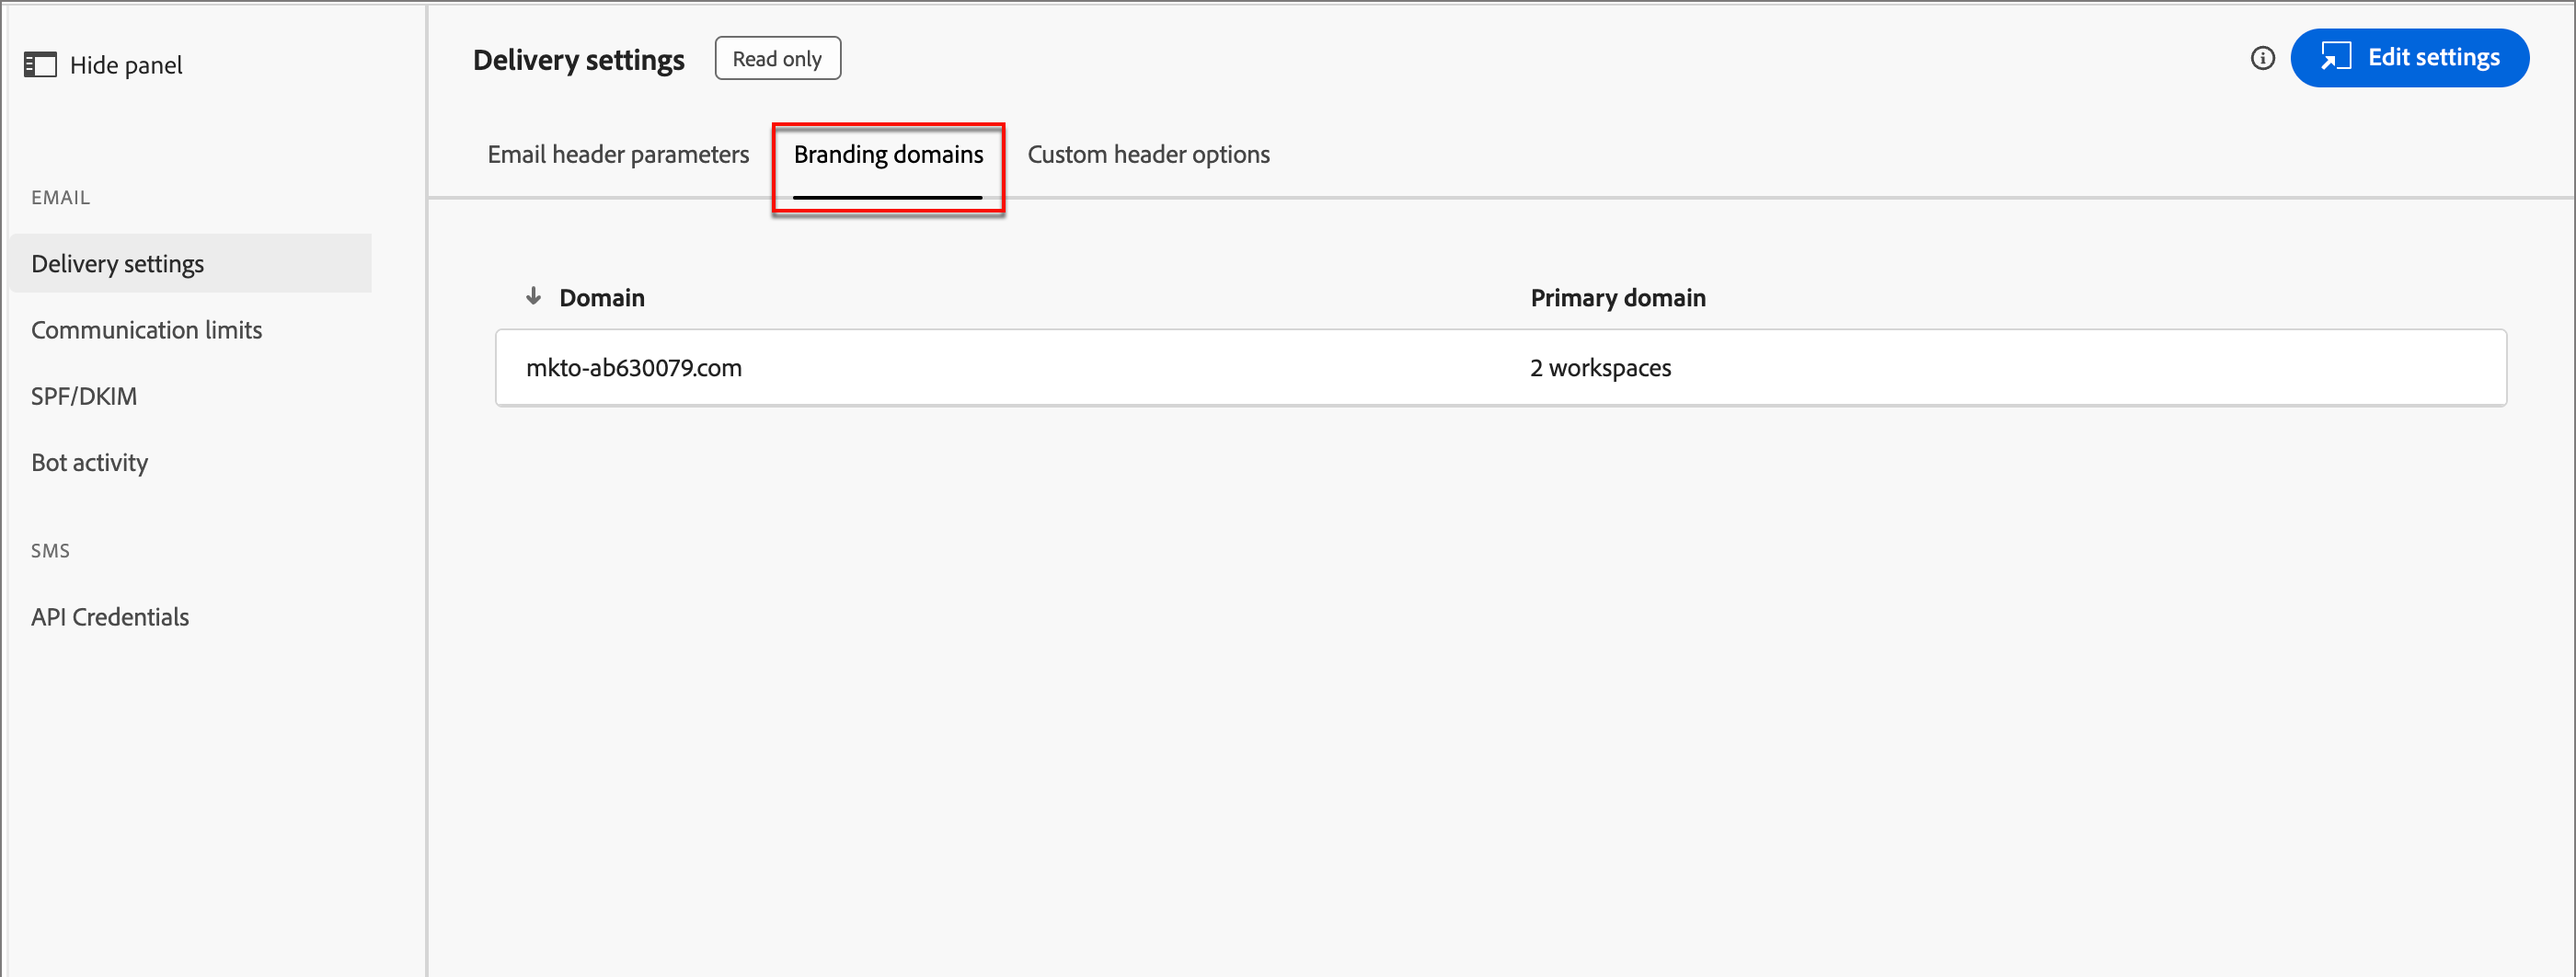 Hide panel
EMAIL
Delivery settings
Communication limits
SPF/DKIM
Bot activity
SMS
API Credentials
Delivery settings
Read only
Edit settings
Email header parameters
Branding domains
Custom header options
Domain
Primary domain
mkto-ab630079.com
2 workspaces